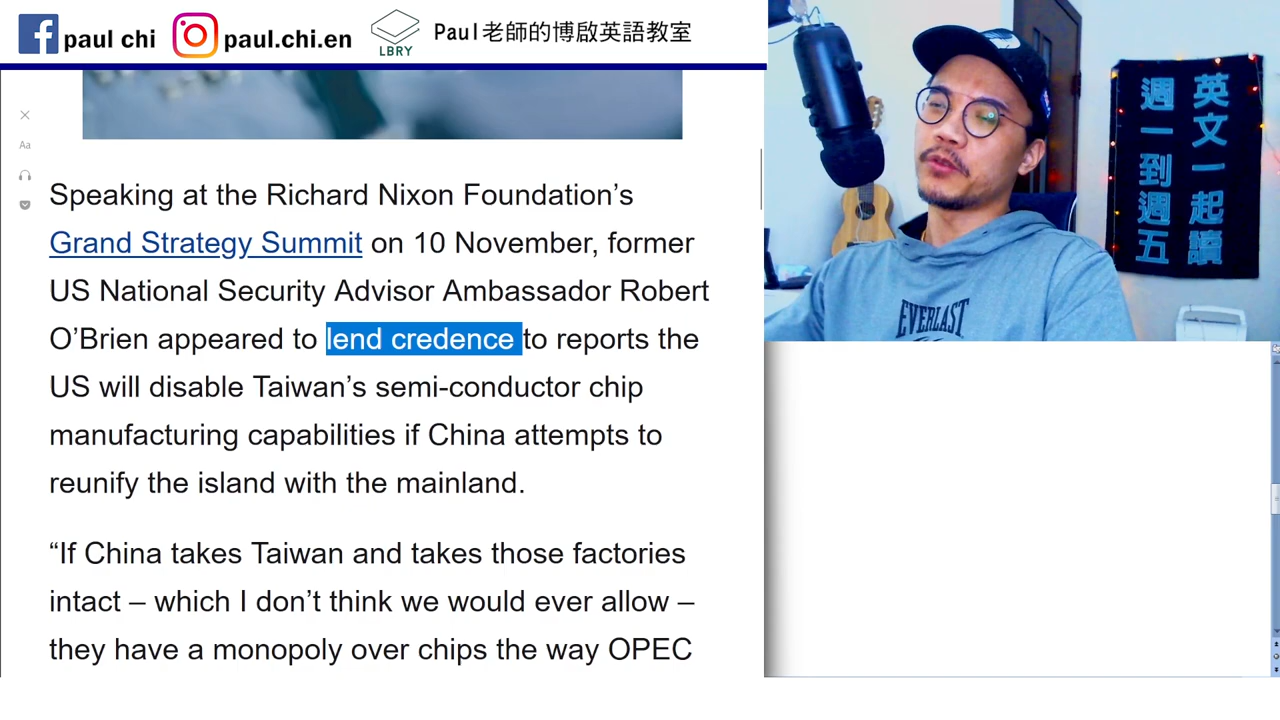 paul chi
paul.chi.en
LBRY
Paul老師的博啟英語教室
Aa
Speaking at the Richard Nixon Foundation’s
Grand Strategy Summit on 10 November, former
US National Security Advisor Ambassador Robert
O’Brien appeared to lend credence to reports the
US will disable Taiwan’s semi-conductor chip
manufacturing capabilities if China attempts to
reunify the island with the mainland.
“If China takes Taiwan and takes those factories
intact – which I don’t think we would ever allow –
they have a monopoly over chips the way OPEC
英文一起讀
週一到週五
EVERLAST